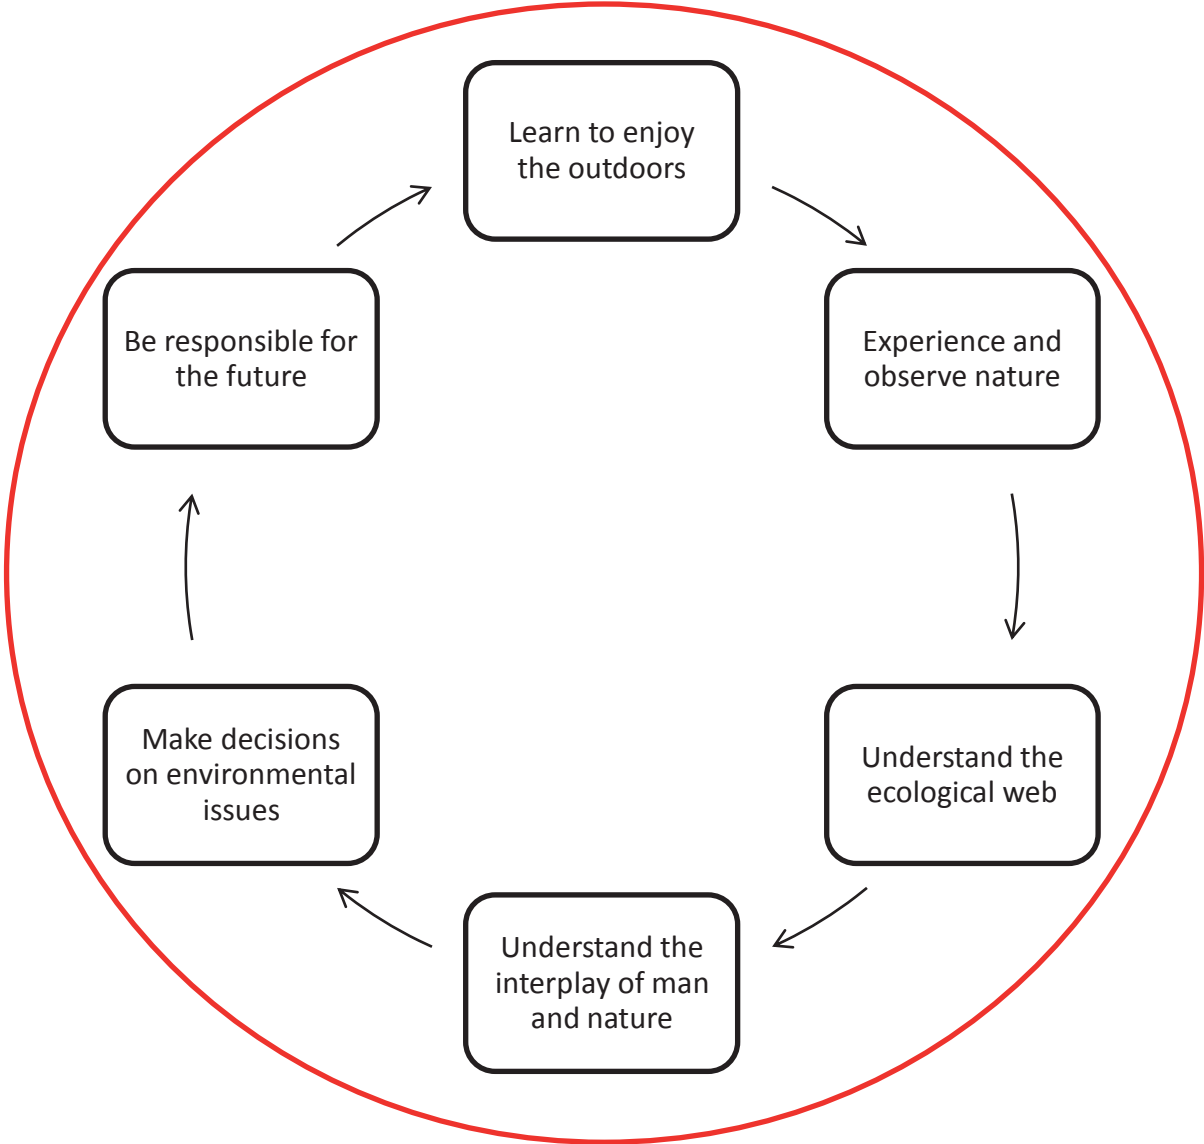 Learn to enjoy
the outdoors
Experience and
observe nature
Understand the
ecological web
Understand the
interplay of man
and nature
Make decisions
on environmental
issues
Be responsible for
the future